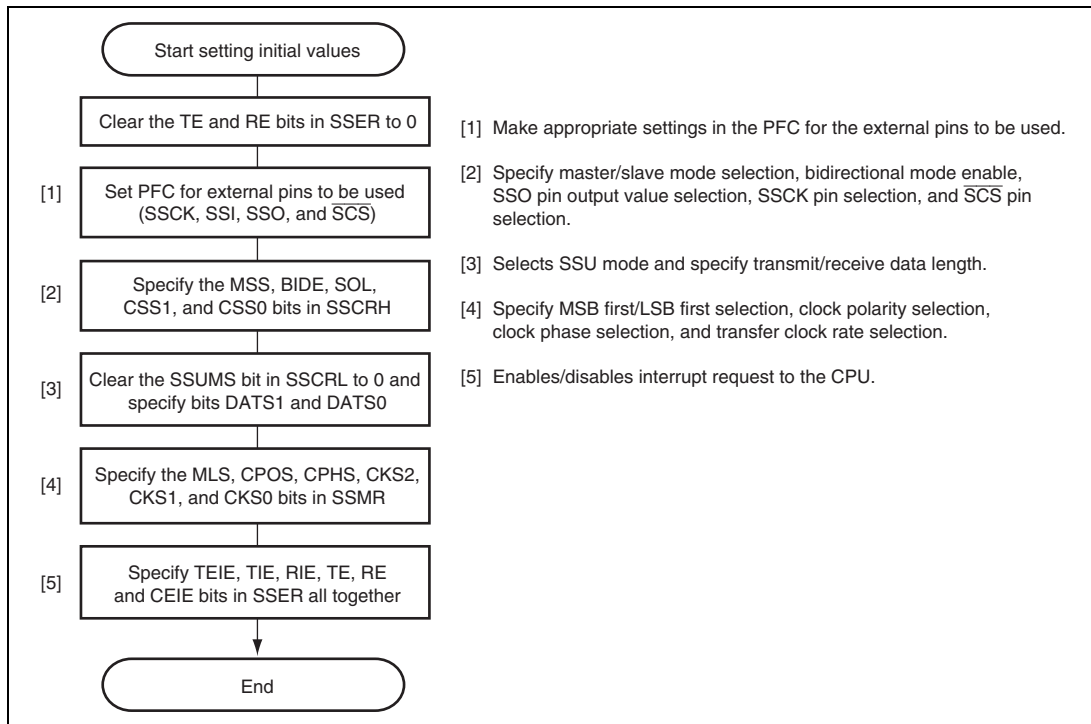 Start setting initial values
Clear the TE and RE bits in SSER to 0
[1]
Set PFC for external pins to be used
(SSCK, SSI, SSO, and SCS)
[2]
Specify the MSS, BIDE, SOL,
CSS1, and CSS0 bits in SSCRH
[3]
Clear the SSUMS bit in SSCRL to 0 and
specify bits DATS1 and DATS0
[4]
Specify the MLS, CPOS, CPHS, CKS2,
CKS1, and CKS0 bits in SSMR
[5]
Specify TEIE, TIE, RIE, TE, RE
and CEIE bits in SSER all together
End
[1] Make appropriate settings in the PFC for the external pins to be used.
[2] Specify master/slave mode selection, bidirectional mode enable,
SSO pin output value selection, SSCK pin selection, and SCS pin
selection.
[3] Selects SSU mode and specify transmit/receive data length.
[4] Specify MSB first/LSB first selection, clock polarity selection,
clock phase selection, and transfer clock rate selection.
[5] Enables/disables interrupt request to the CPU.